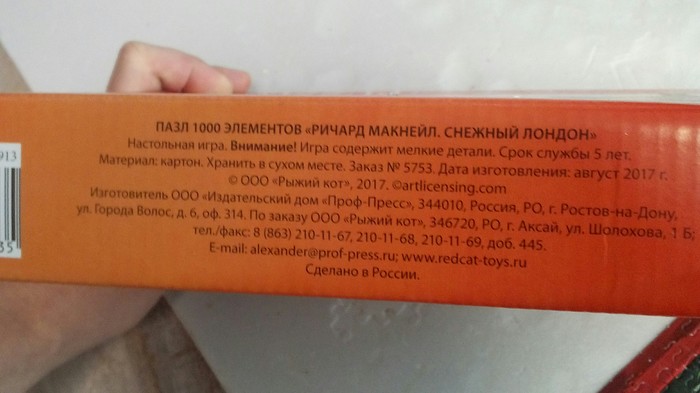 913
35
ПАЗЛ 1000 ЭЛЕМЕНТОВ «РИЧАРД МАКНЕЙЛ. СНЕЖНЫЙ ЛОНДОН»
Настольная игра. Внимание! Игра содержит мелкие детали. Срок службы 5 лет.
Материал: картон. Хранить в сухом месте. Заказ № 5753. Дата изготовления: август 2017 г.
© ООО «Рыжий кот», 2017. ©artlicensing.com
Изготовитель ООО «Издательский дом «Проф-Пресс», 344010, Россия, РО, г. Ростов-на-Дону,
ул. Города Волос, д. 6, оф. 314. По заказу ООО «Рыжий кот», 346720, РО, г. Аксай, ул. Шолохова, 1 Б;
тел./факс: 8 (863) 210-11-67, 210-11-68, 210-11-69, доб. 445.
E-mail: alexander@prof-press.ru; www.redcat-toys.ru
Сделано в России.